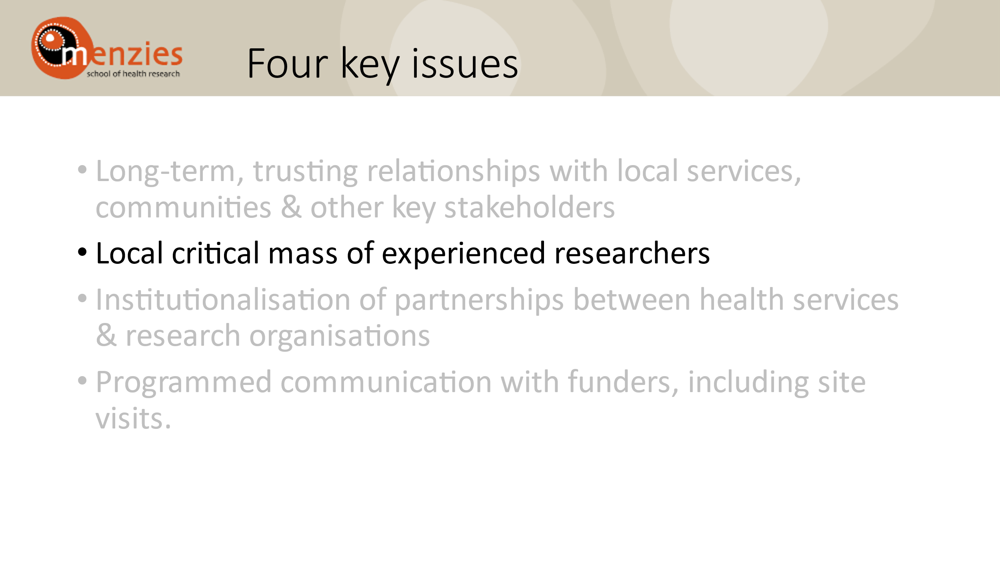 menzies
school of health research
Four key issues
• Long-term, trusting relationships with local services,
communities & other key stakeholders
• Local critical mass of experienced researchers
• Institutionalisation of partnerships between health services
& research organisations
• Programmed communication with funders, including site
visits.